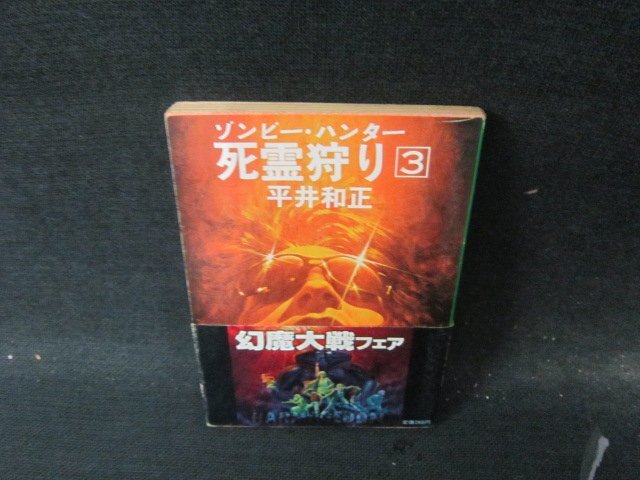 ゾンビー・ハンター
死霊狩り 3
平井和正
幻魔大戦フェア